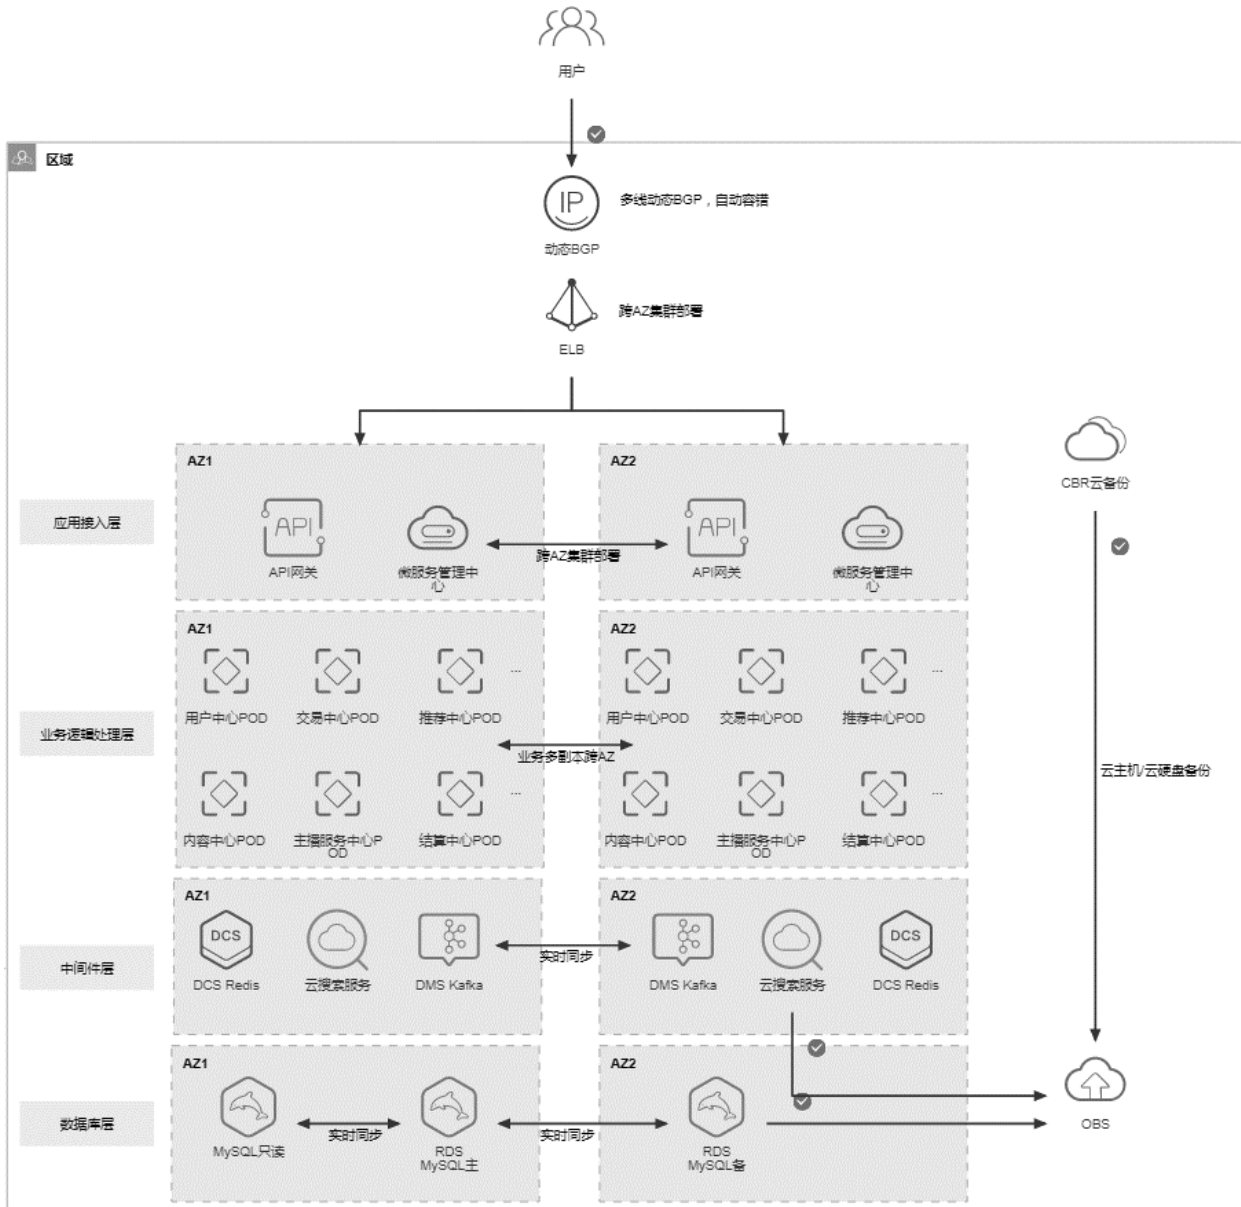 用户
区域
IP
多线动态BGP，自动容错
动态BGP
跨AZ集群部署
ELB
CBR云备份
应用接入层
AZ1
API
API网关
微服务管理中
心
跨AZ集群部署
AZ2
API
API网关
微服务管理中
心
业务逻辑处理层
AZ1
用户中心POD
交易中心POD
推荐中心POD
...
内容中心POD
主播服务中心P
OD
结算中心POD
...
业务多副本跨AZ
AZ2
用户中心POD
交易中心POD
推荐中心POD
...
内容中心POD
主播服务中心P
OD
结算中心POD
...
云主机/云硬盘备份
中间件层
AZ1
DCS
DCS Redis
云搜索服务
DMS Kafka
实时同步
AZ2
DMS Kafka
云搜索服务
DCS
DCS Redis
数据库层
AZ1
MySQL只读
实时同步
RDS
MySQL主
实时同步
AZ2
RDS
MySQL备
OBS